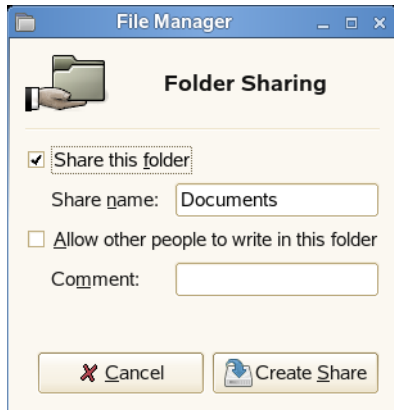 File Manager
Folder Sharing
Share this folder
Share name: Documents
Allow other people to write in this folder
Comment:
Cancel Create Share